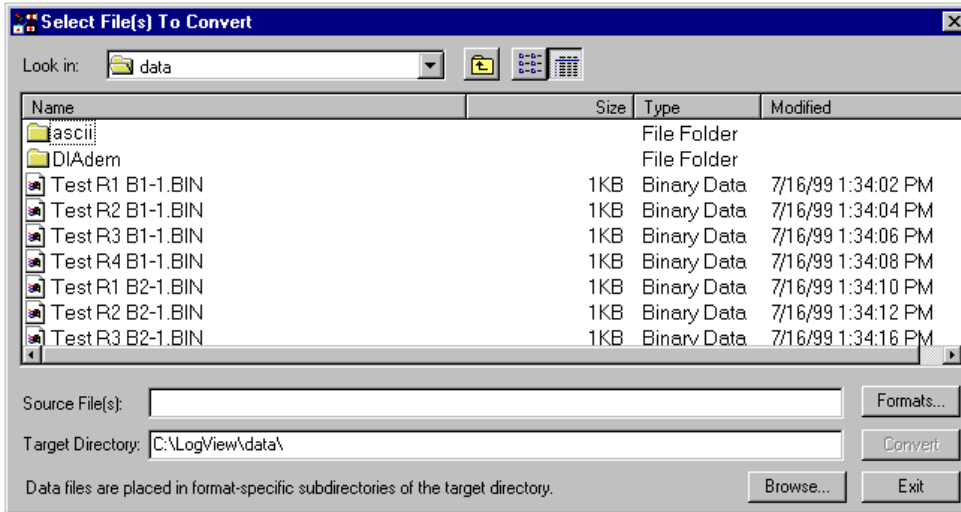 Select File(s) To Convert
Look in: data
Name Size Type Modified
ascii File Folder
DIAdem File Folder
Test R1 B1-1.BIN 1KB Binary Data 7/16/99 1:34:02 PM
Test R2 B1-1.BIN 1KB Binary Data 7/16/99 1:34:04 PM
Test R3 B1-1.BIN 1KB Binary Data 7/16/99 1:34:06 PM
Test R4 B1-1.BIN 1KB Binary Data 7/16/99 1:34:08 PM
Test R1 B2-1.BIN 1KB Binary Data 7/16/99 1:34:10 PM
Test R2 B2-1.BIN 1KB Binary Data 7/16/99 1:34:12 PM
Test R3 B2-1.BIN 1KB Binary Data 7/16/99 1:34:16 PM
Source File(s): Formats...
Target Directory: C:\LogView\data\ Convert
Data files are placed in format-specific subdirectories of the target directory. Browse... Exit